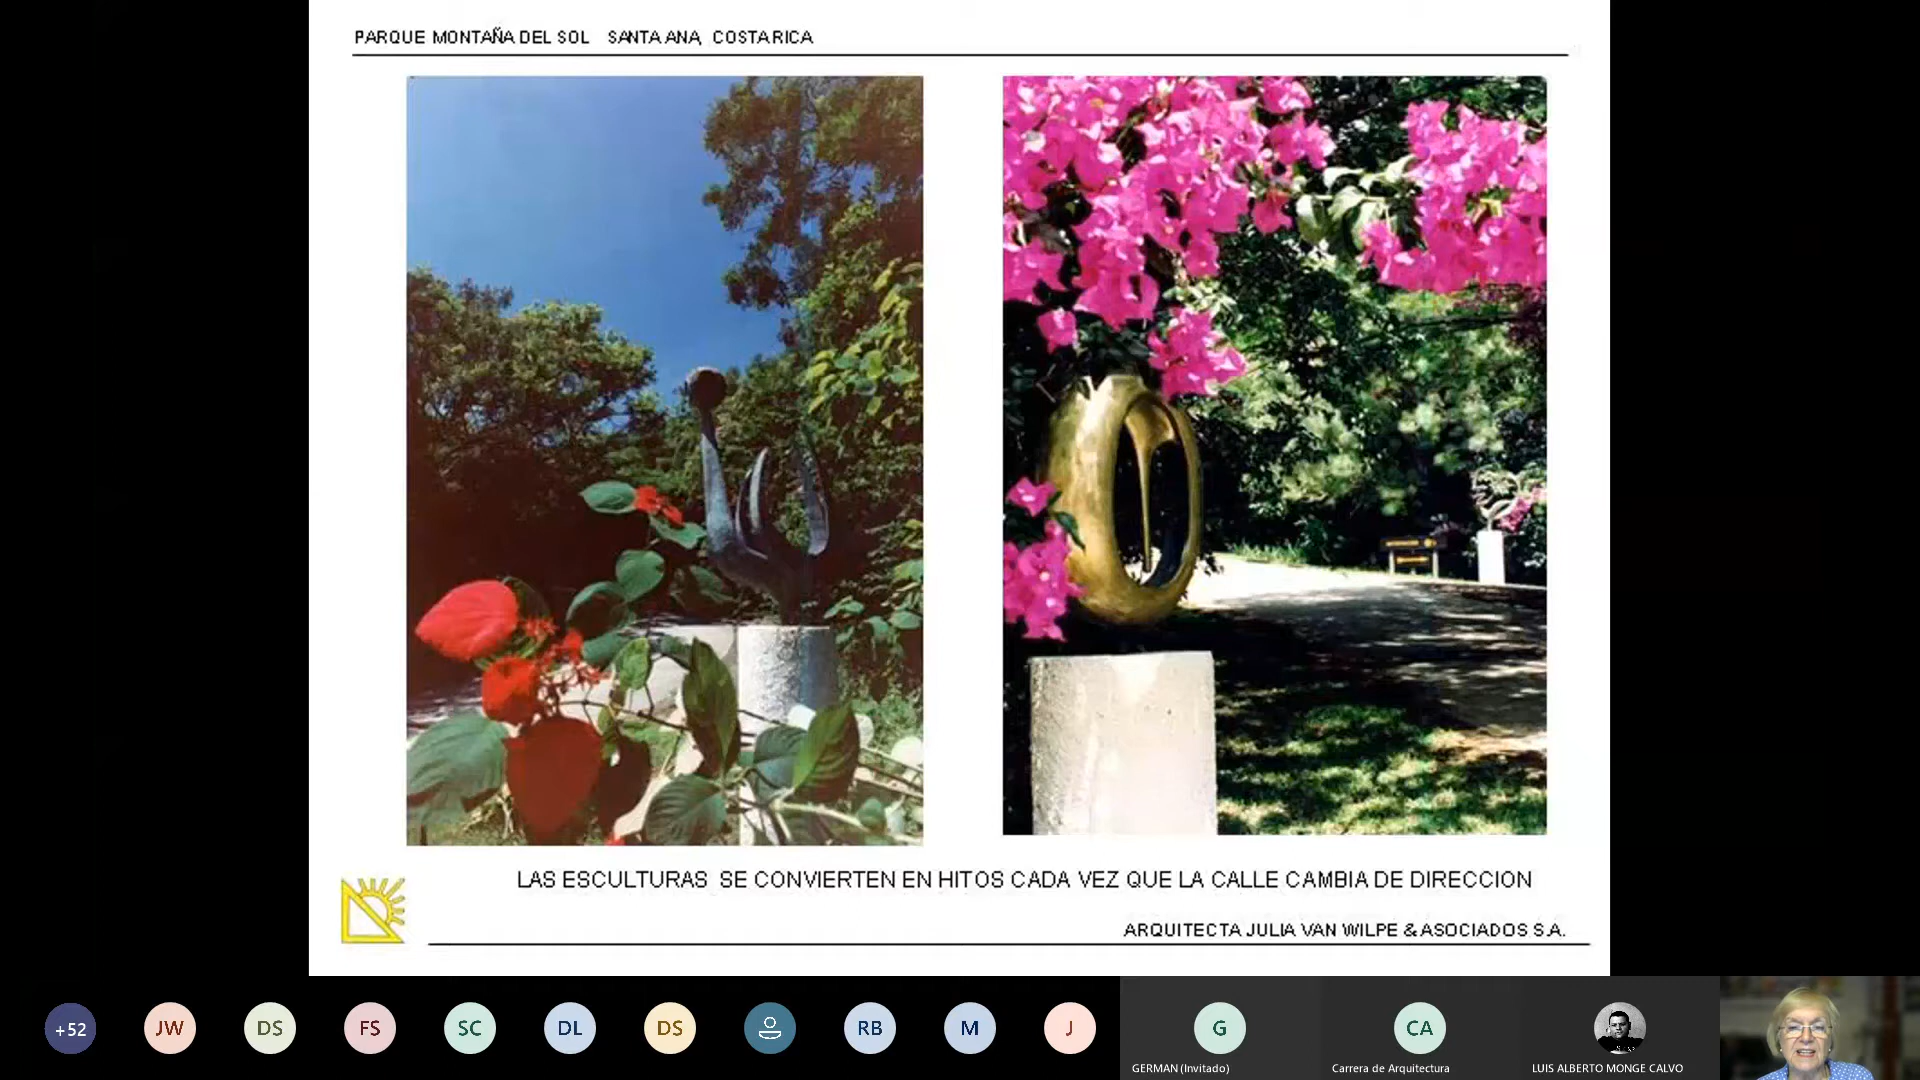 PARQUE MONTAÑA DEL SOL SANTA ANA, COSTA RICA
LAS ESCULTURAS SE CONVIERTEN EN HITOS CADA VEZ QUE LA CALLE CAMBIA DE DIRECCION
ARQUITECTA JULIA VAN WILPE & ASOCIADOS S.A.
+52
JW
DS
FS
SC
DL
DS
RB
M
J
G
CA
GERMAN (Invitado)
Carrera de Arquitectura
LUIS ALBERTO MONGE CALVO